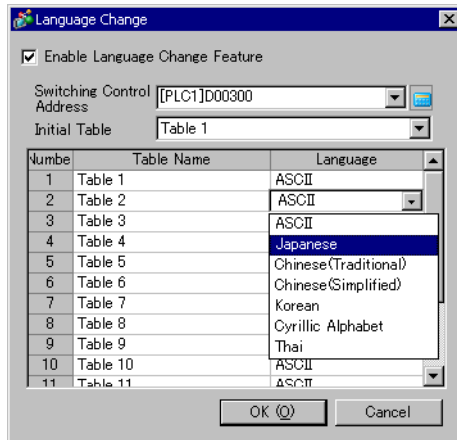 Language Change
Enable Language Change Feature
Switching Control Address [PLC1]D00300
Initial Table Table 1
Numbe Table Name Language
1 Table 1 ASCII
2 Table 2 ASCII
3 Table 3 ASCII
4 Table 4 Japanese
5 Table 5 Chinese(Traditional)
6 Table 6 Chinese(Simplified)
7 Table 7 Korean
8 Table 8 Cyrillic Alphabet
9 Table 9 Thai
10 Table 10 ASCII
11 Table 11 ASCII
OK (O) Cancel